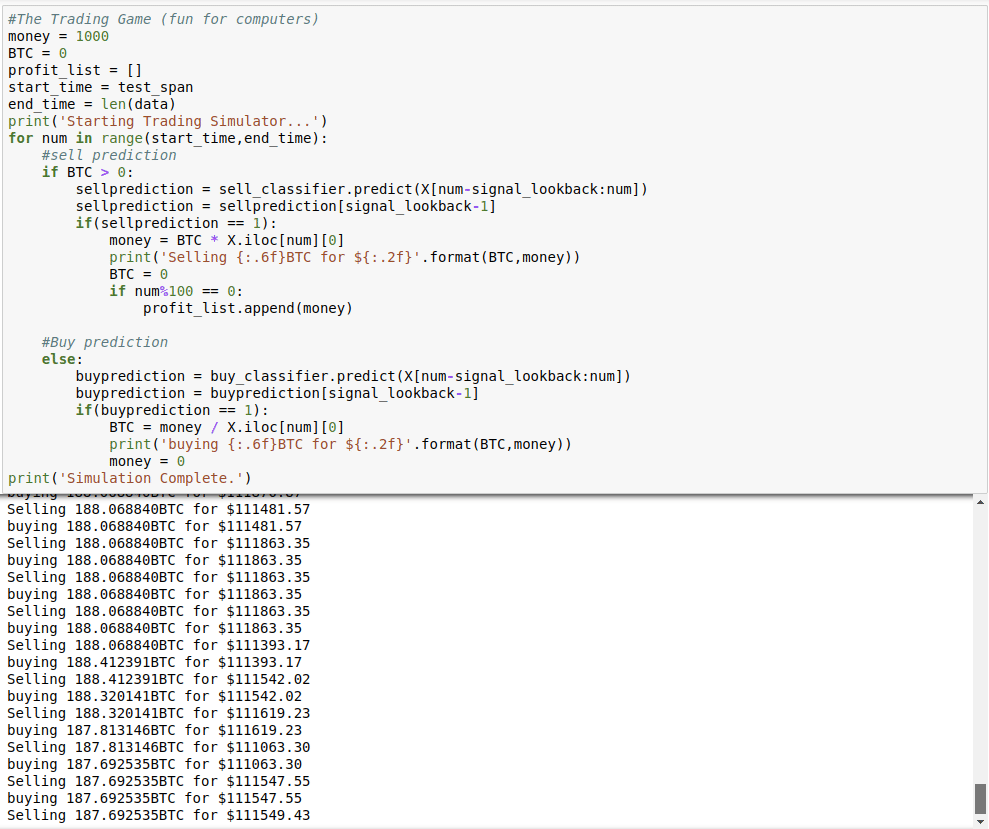 #The Trading Game (fun for computers)
money = 1000
BTC = 0
profit_list = []
start_time = test_span
end_time = len(data)
print('Starting Trading Simulator...')
for num in range(start_time,end_time):
    #sell prediction
    if BTC > 0:
        sellprediction = sell_classifier.predict(X[num-signal_lookback:num])
        sellprediction = sellprediction[signal_lookback-1]
        if(sellprediction == 1):
            money = BTC * X.iloc[num][0]
            print('Selling {:.6f}BTC for ${:.2f}'.format(BTC,money))
            BTC = 0
            if num%100 == 0:
                profit_list.append(money)
    #Buy prediction
    else:
        buyprediction = buy_classifier.predict(X[num-signal_lookback:num])
        buyprediction = buyprediction[signal_lookback-1]
        if(buyprediction == 1):
            BTC = money / X.iloc[num][0]
            print('buying {:.6f}BTC for ${:.2f}'.format(BTC,money))
            money = 0
print('Simulation Complete.')
buying 188.068840BTC for
Selling 188.068840BTC for $111481.57
buying 188.068840BTC for $111481.57
Selling 188.068840BTC for $111863.35
buying 188.068840BTC for $111863.35
Selling 188.068840BTC for $111863.35
buying 188.068840BTC for $111863.35
Selling 188.068840BTC for $111863.35
buying 188.068840BTC for $111863.35
Selling 188.068840BTC for $111393.17
buying 188.412391BTC for $111393.17
Selling 188.412391BTC for $111542.02
buying 188.320141BTC for $111542.02
Selling 188.320141BTC for $111619.23
buying 187.813146BTC for $111619.23
Selling 187.813146BTC for $111063.30
buying 187.692535BTC for $111063.30
Selling 187.692535BTC for $111547.55
buying 187.692535BTC for $111547.55
Selling 187.692535BTC for $111549.43